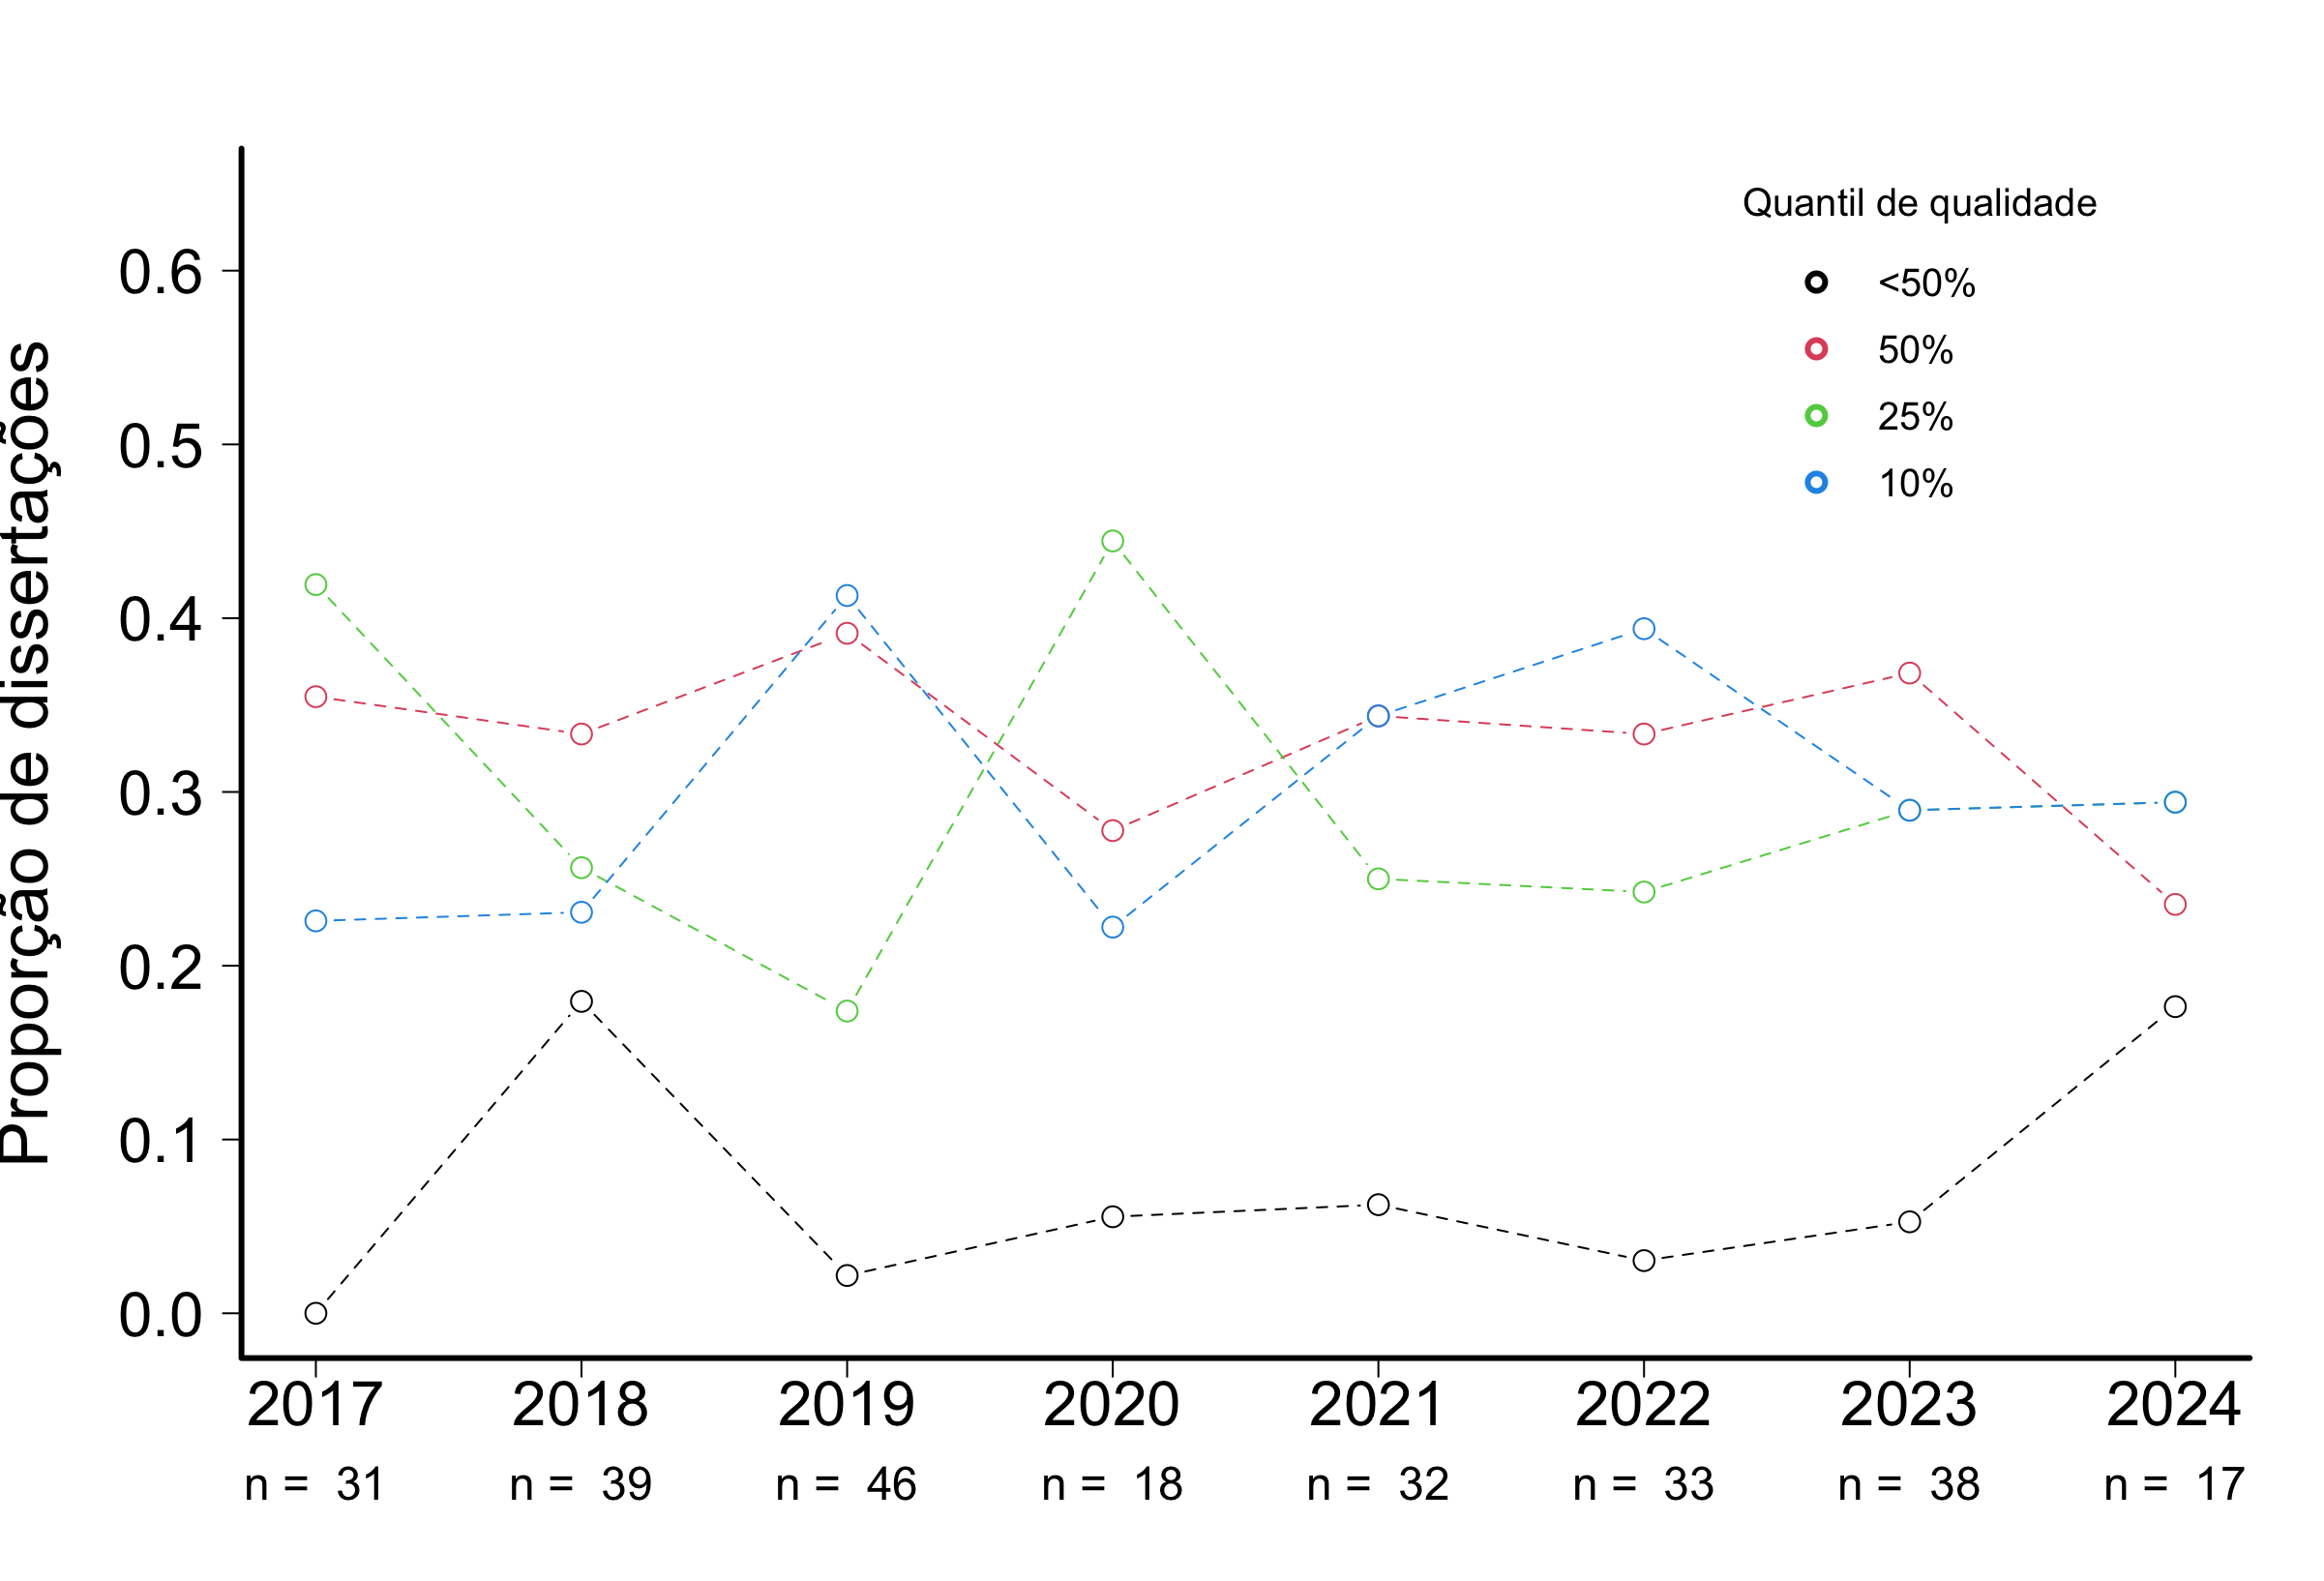 Quantil de qualidade
<50%
50%
25%
10%
Proporção de dissertações
0.6
0.5
0.4
0.3
0.2
0.1
0.0
2017 2018 2019 2020 2021 2022 2023 2024
n = 31 n = 39 n = 46 n = 18 n = 32 n = 33 n = 38 n = 17